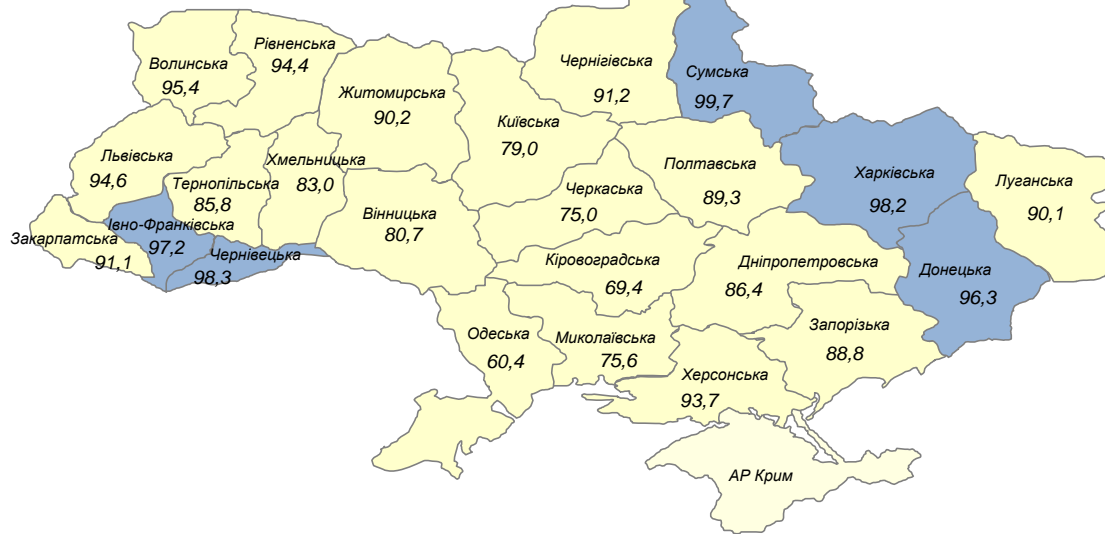 Волинська
95,4
Рівненська
94,4
Житомирська
90,2
Київська
79,0
Чернігівська
91,2
Сумська
99,7
Львівська
94,6
Тернопільська
85,8
Хмельницька
83,0
Вінницька
80,7
Черкаська
75,0
Полтавська
89,3
Харківська
98,2
Луганська
90,1
Закарпатська
91,1
Івно-Франківська
97,2
Чернівецька
98,3
Кіровоградська
69,4
Дніпропетровська
86,4
Донецька
96,3
Одеська
60,4
Миколаївська
75,6
Запорізька
88,8
Херсонська
93,7
АР Крим